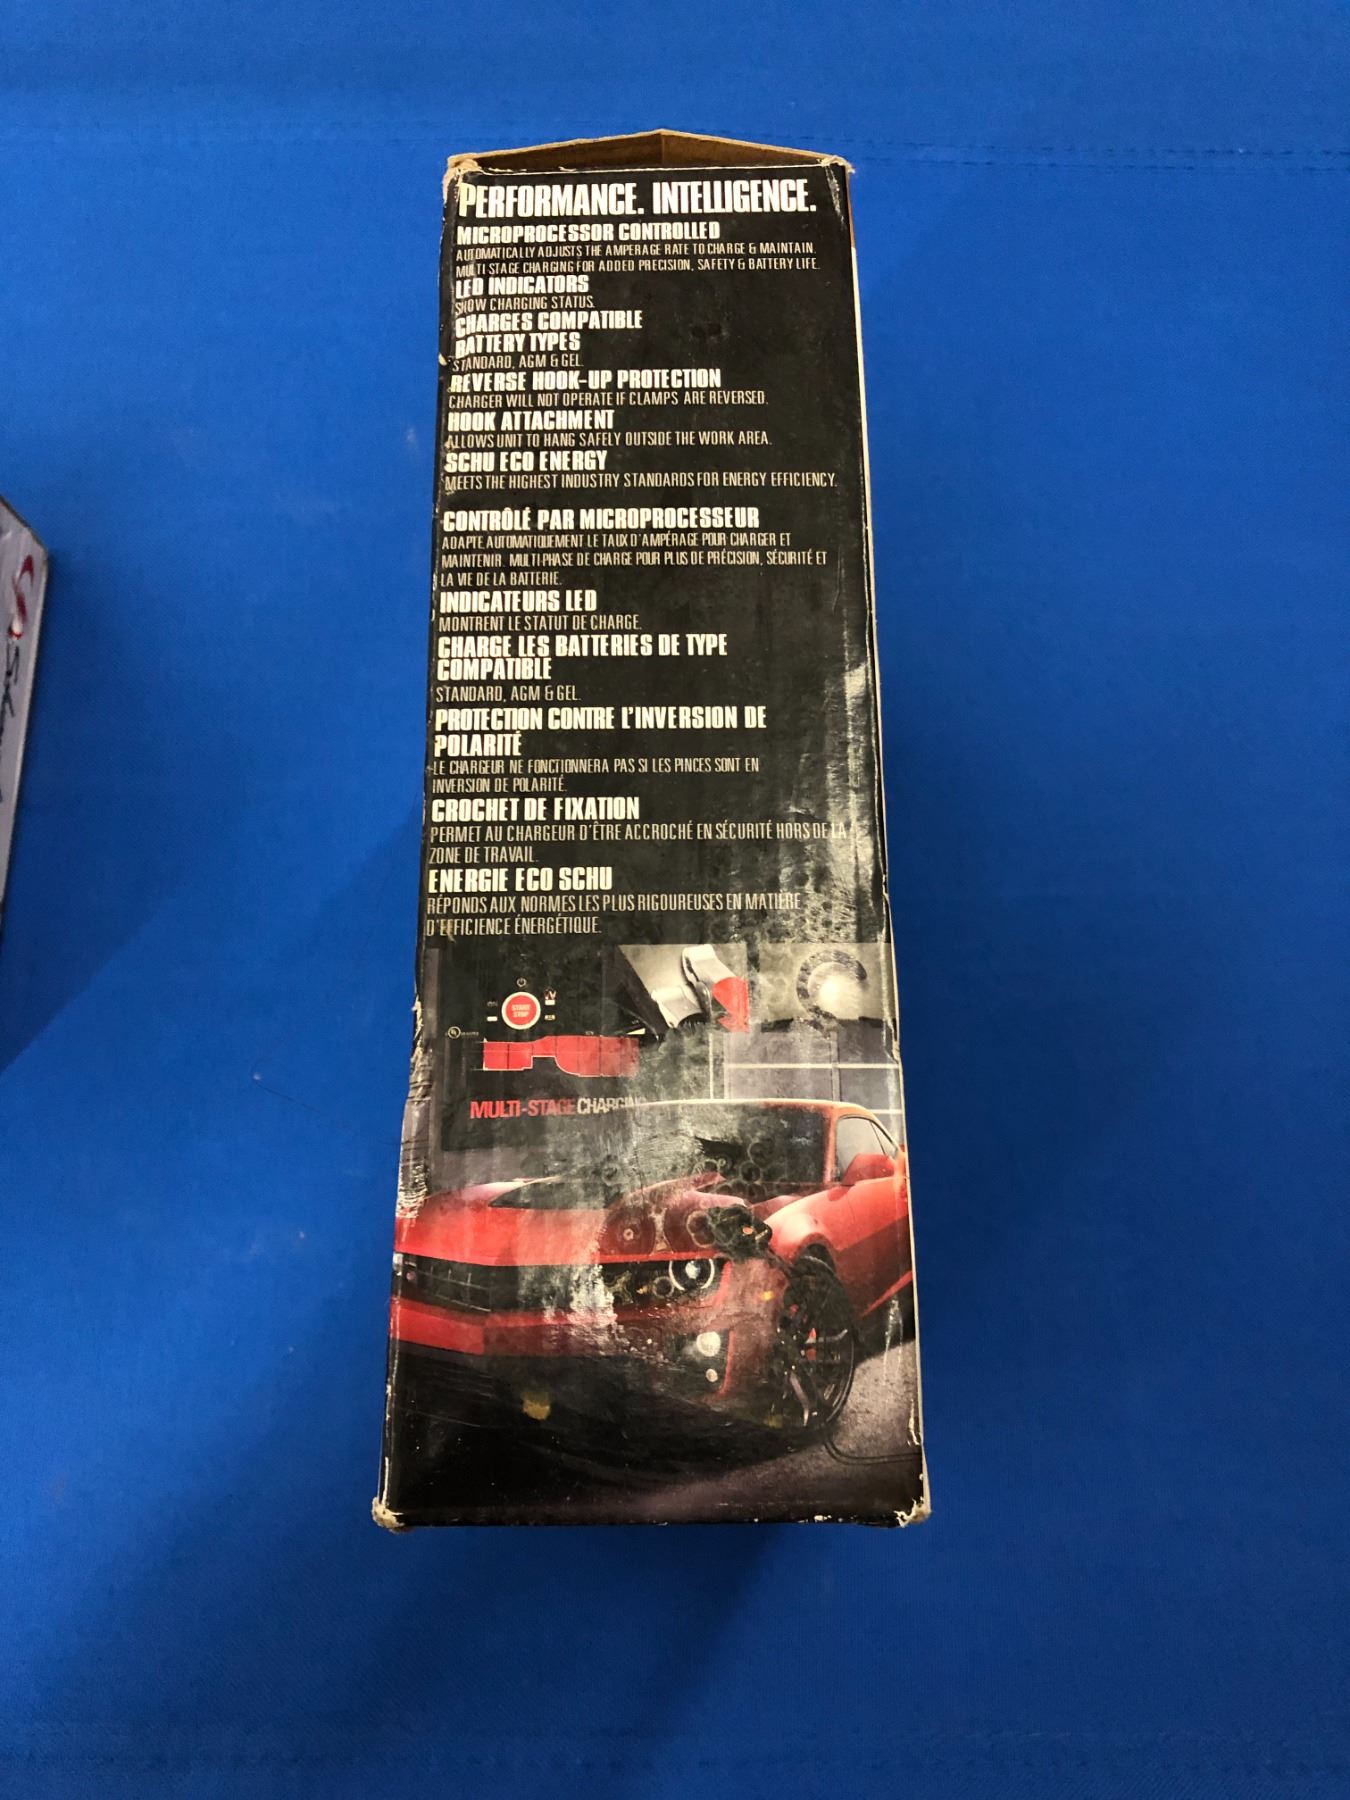 PERFORMANCE. INTELLIGENCE.
MICROPROCESSOR CONTROLLED
AUTOMATICALLY ADJUSTS THE AMPERAGE RATE TO CHARGE & MAINTAIN.
MULTI STAGE CHARGING FOR ADDED PRECISION, SAFETY & BATTERY LIFE.
LED INDICATORS
SHOW CHARGING STATUS.
CHARGES COMPATIBLE
BATTERY TYPES
STANDARD, AGM & GEL.
REVERSE HOOK-UP PROTECTION
CHARGER WILL NOT OPERATE IF CLAMPS ARE REVERSED.
HOOK ATTACHMENT
ALLOWS UNIT TO HANG SAFELY OUTSIDE THE WORK AREA.
SCHU ECO ENERGY
MEETS THE HIGHEST INDUSTRY STANDARDS FOR ENERGY EFFICIENCY.
CONTRÔLÉ PAR MICROPROCESSEUR
ADAPTE AUTOMATIQUEMENT LE TAUX D'AMPÉRAGE POUR CHARGER ET
MAINTENIR. MULTI-PHASE DE CHARGE POUR PLUS DE PRÉCISION, SÉCURITÉ ET
LA VIE DE LA BATTERIE.
INDICATEURS LED
MONTRENT LE STATUT DE CHARGE.
CHARGE LES BATTERIES DE TYPE
COMPATIBLE
STANDARD, AGM & GEL.
PROTECTION CONTRE L'INVERSION DE
POLARITÉ
LE CHARGEUR NE FONCTIONNERA PAS SI LES PINCES SONT EN
INVERSION DE POLARITÉ.
CROCHET DE FIXATION
PERMET AU CHARGEUR D'ÊTRE ACCROCHÉ EN SÉCURITÉ HORS DE LA
ZONE DE TRAVAIL.
ENERGIE ECO SCHU
RÉPONDS AUX NORMES LES PLUS RIGOUREUSES EN MATIÈRE
D'EFFICIENCE ÉNERGÉTIQUE.
START
STOP
MULTI-STAGE CHARGING